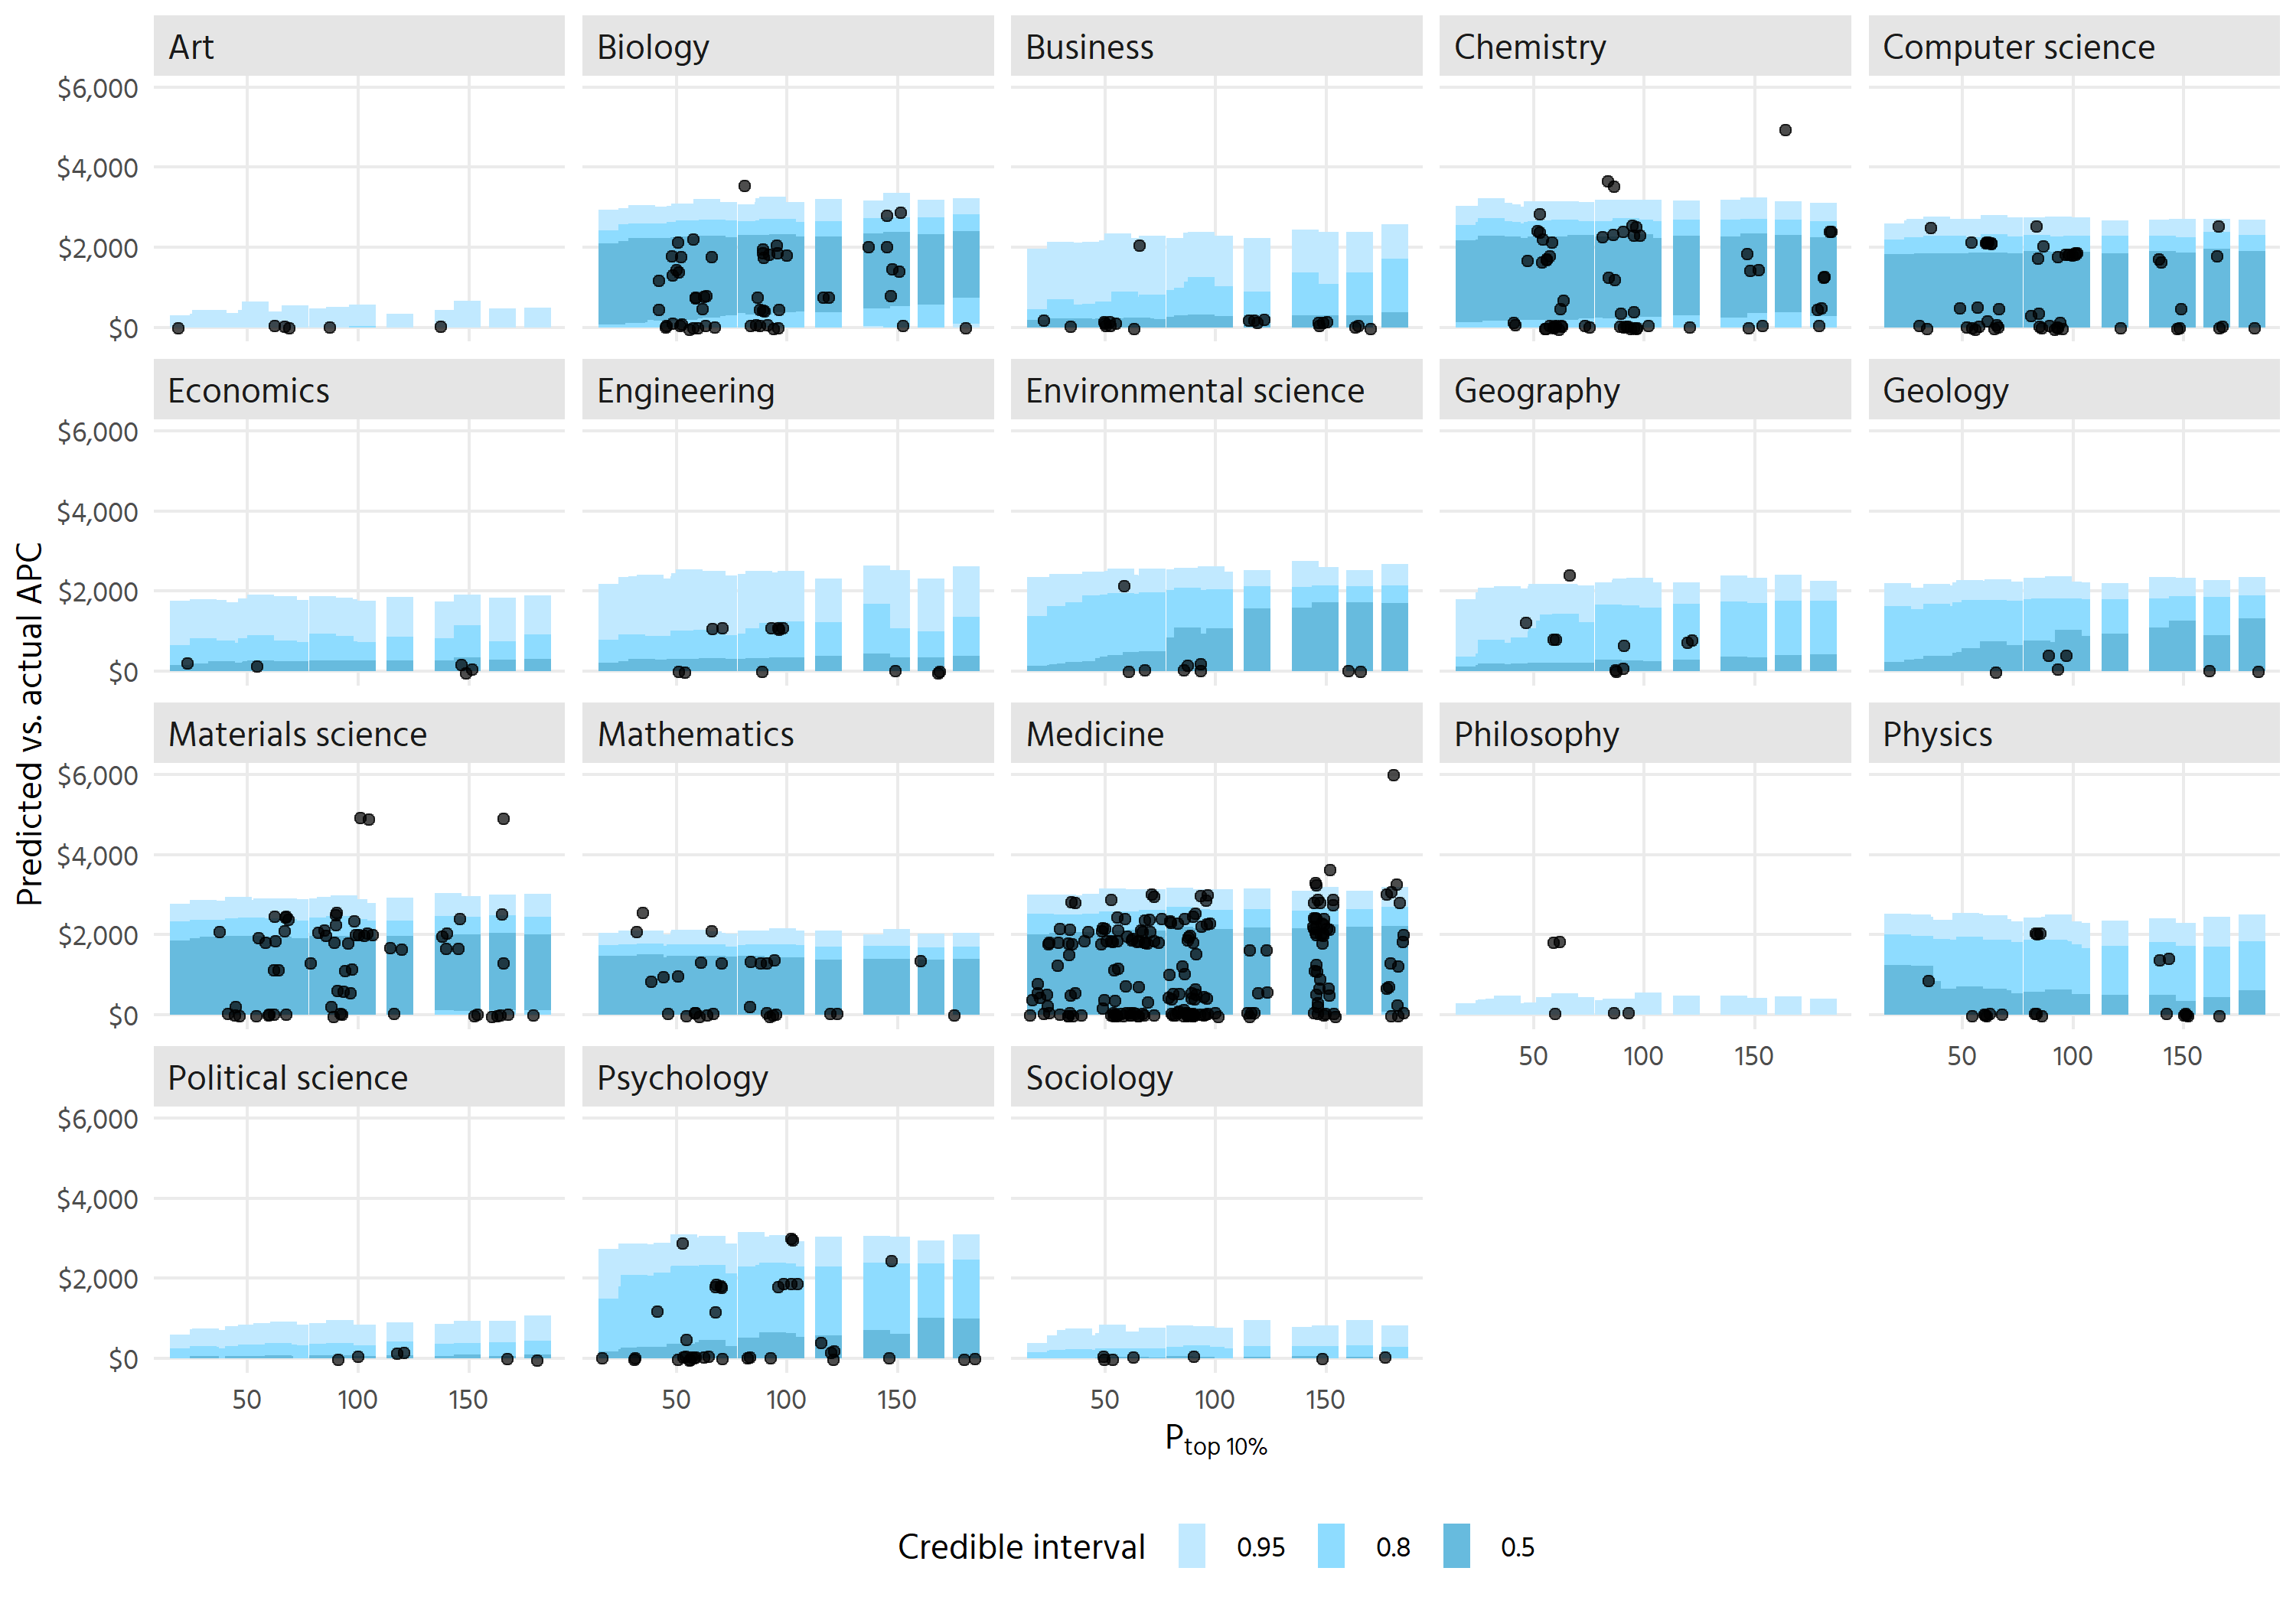 Art Biology Business Chemistry Computer science
$6,000
$4,000
$2,000
$0
Economics Engineering Environmental science Geography Geology
$6,000
$4,000
$2,000
$0
Predicted vs. actual APC
Materials science Mathematics Medicine Philosophy Physics
$6,000
$4,000
$2,000
$0
50 100 150 50 100 150
Political science Psychology Sociology
$6,000
$4,000
$2,000
$0
50 100 150 50 100 150 50 100 150
P top 10%
Credible interval 0.95 0.8 0.5